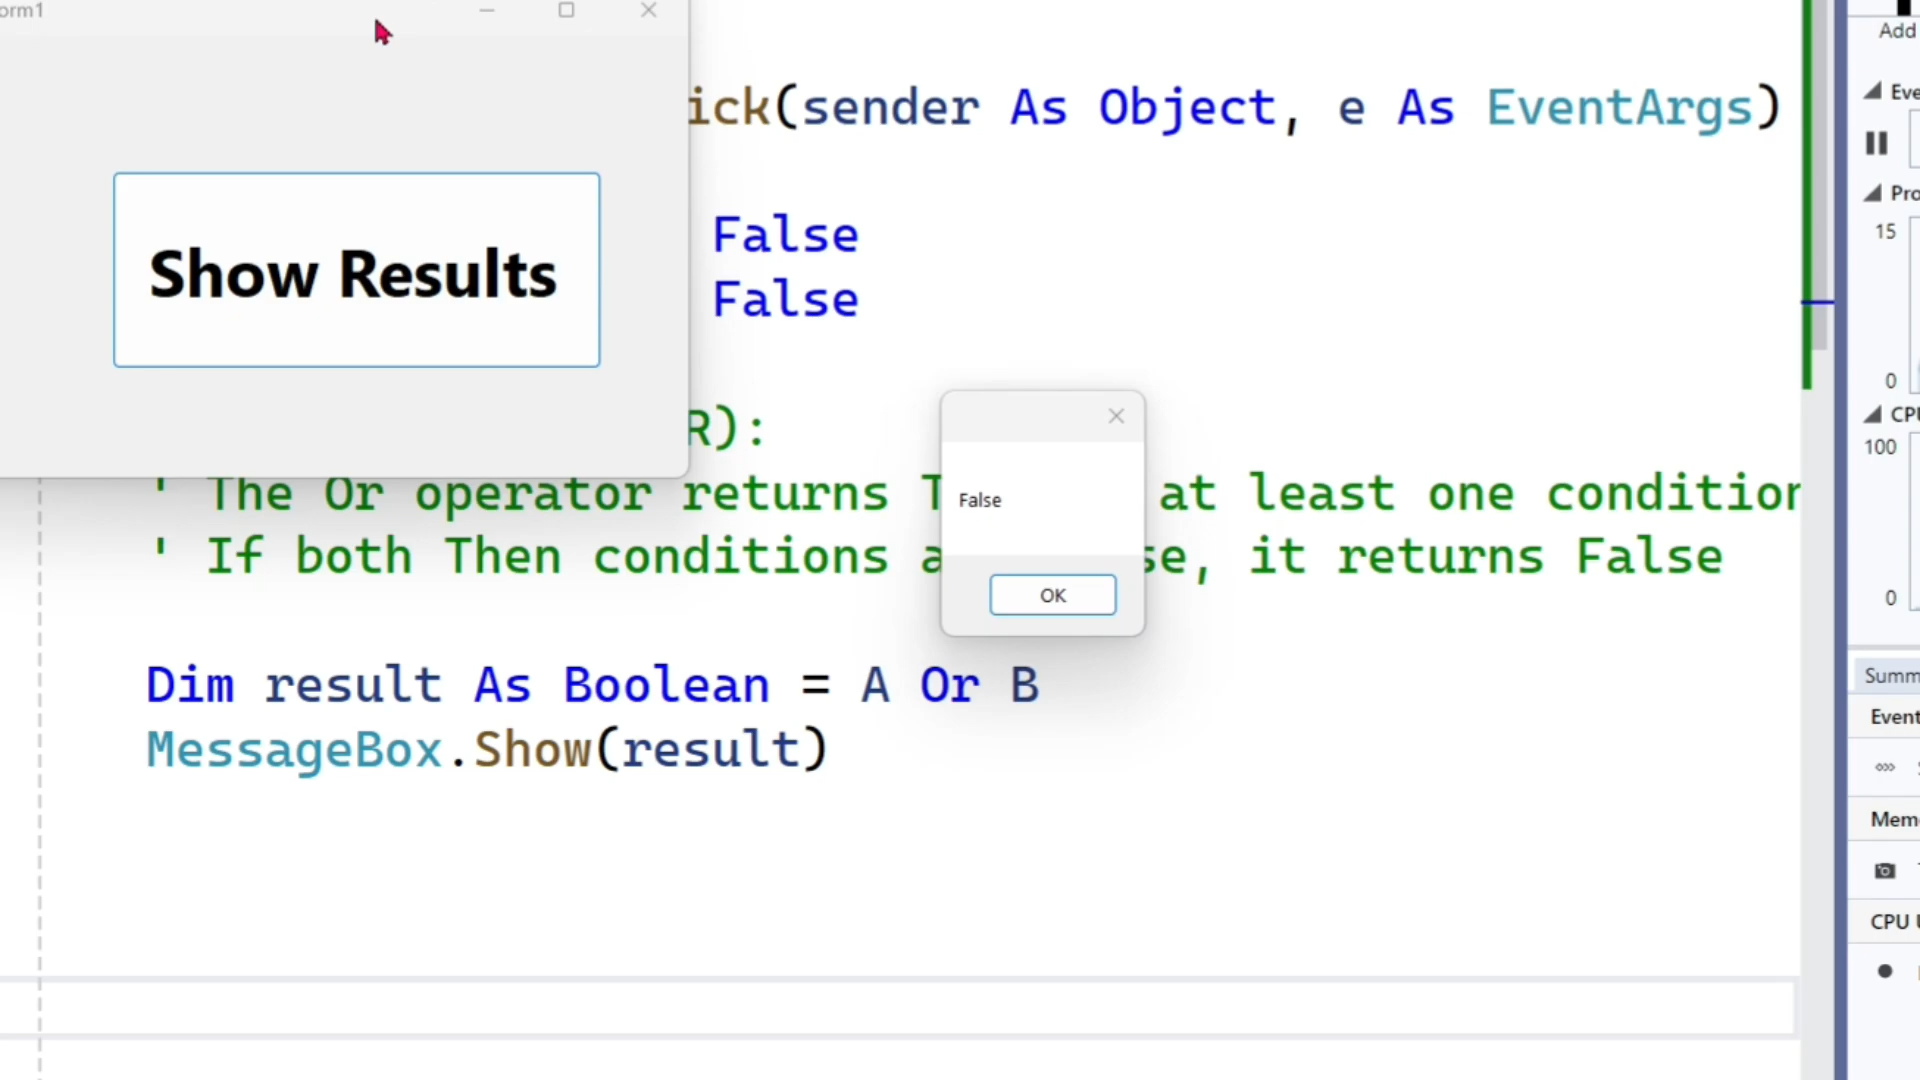 orm1
Add
ick(sender As Object, e As EventArgs)
Eve
Pro
15
False
Show Results
False
0
CPU
R):
100
' The Or operator returns T at least one condition
False
' If both Then conditions a se, it returns False
OK
0
Dim result As Boolean = A Or B
Summ
Event
MessageBox.Show(result)
Memo
CPU U